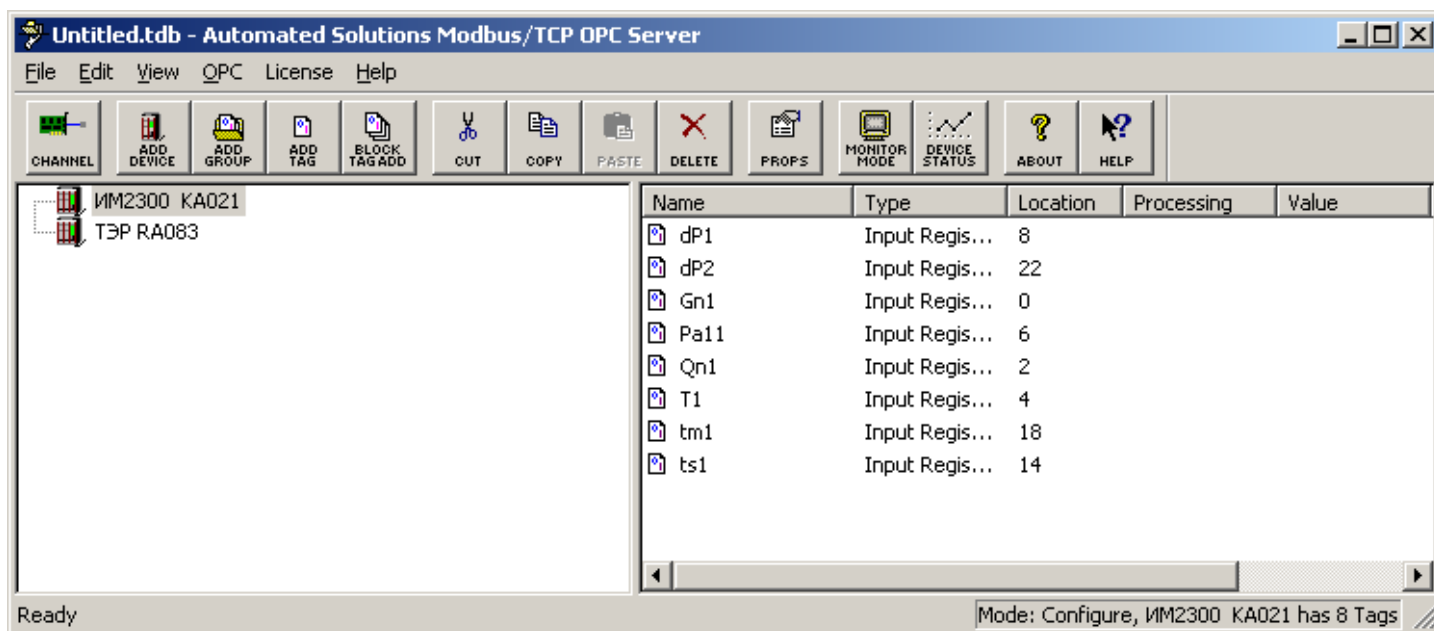 Untitled.tdb - Automated Solutions Modbus/TCP OPC Server
File Edit View OPC License Help
CHANNEL ADD DEVICE ADD GROUP ADD TAG BLOCK TAG ADD CUT COPY PASTE DELETE PROPS MONITOR MODE DEVICE STATUS ABOUT HELP
ИМ2300 КА021
ТЭР RA083
Name Type Location Processing Value
dP1 Input Regis... 8
dP2 Input Regis... 22
Gn1 Input Regis... 0
Pa11 Input Regis... 6
Qn1 Input Regis... 2
T1 Input Regis... 4
tm1 Input Regis... 18
ts1 Input Regis... 14
Ready Mode: Configure, ИМ2300 КА021 has 8 Tags